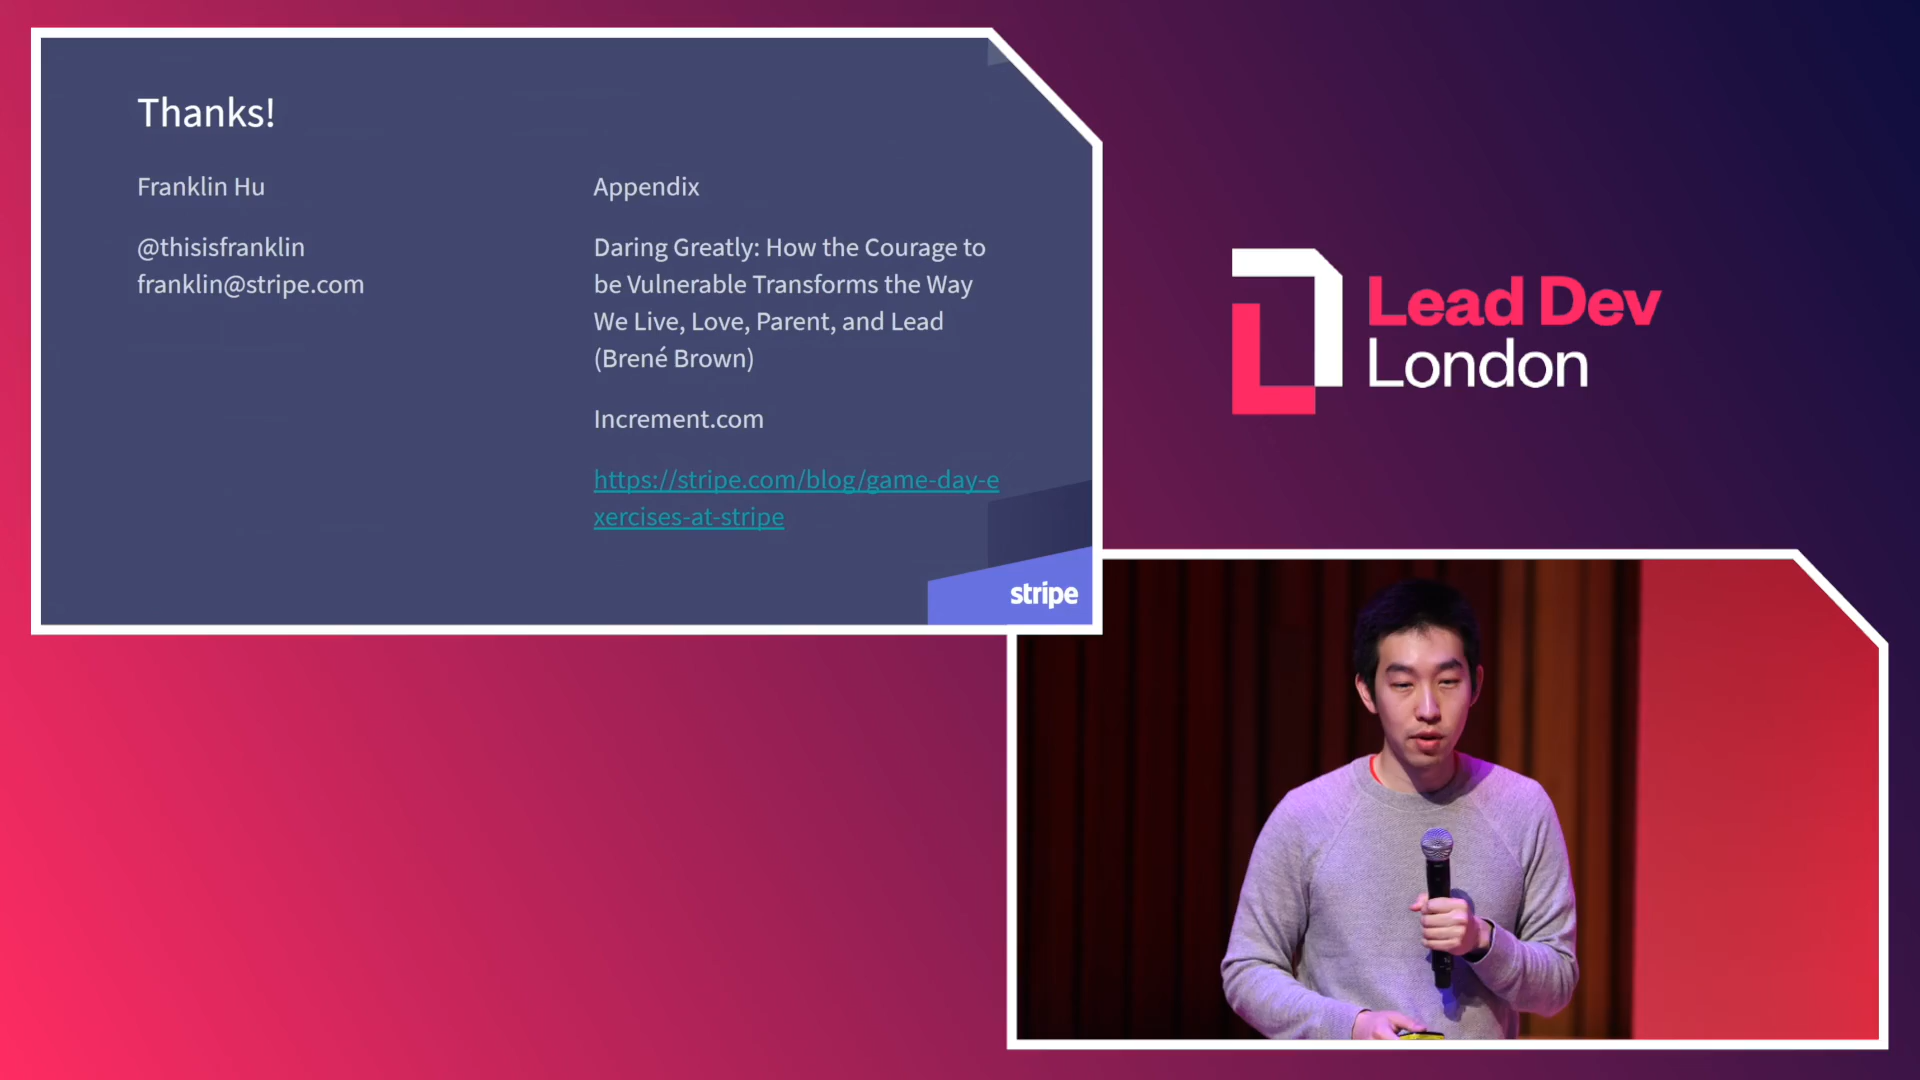 Thanks!
Franklin Hu
@thisisfranklin
franklin@stripe.com
Appendix
Daring Greatly: How the Courage to
be Vulnerable Transforms the Way
We Live, Love, Parent, and Lead
(Brené Brown)
Increment.com
https://stripe.com/blog/game-day-e
xercises-at-stripe
stripe
Lead Dev
London